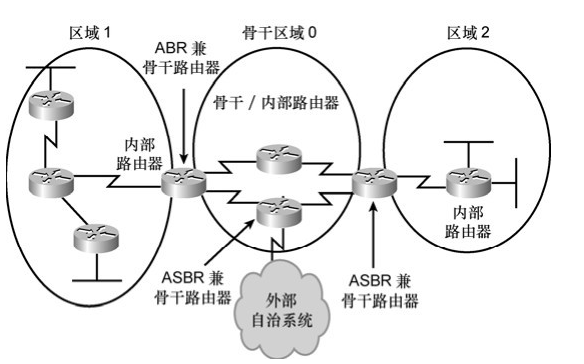 区域1
骨干区域0
区域2
ABR 兼
骨干路由器
骨干 / 内部路由器
内部
路由器
内部
路由器
ASBR 兼
骨干路由器
ASBR 兼
骨干路由器
外部
自治系统